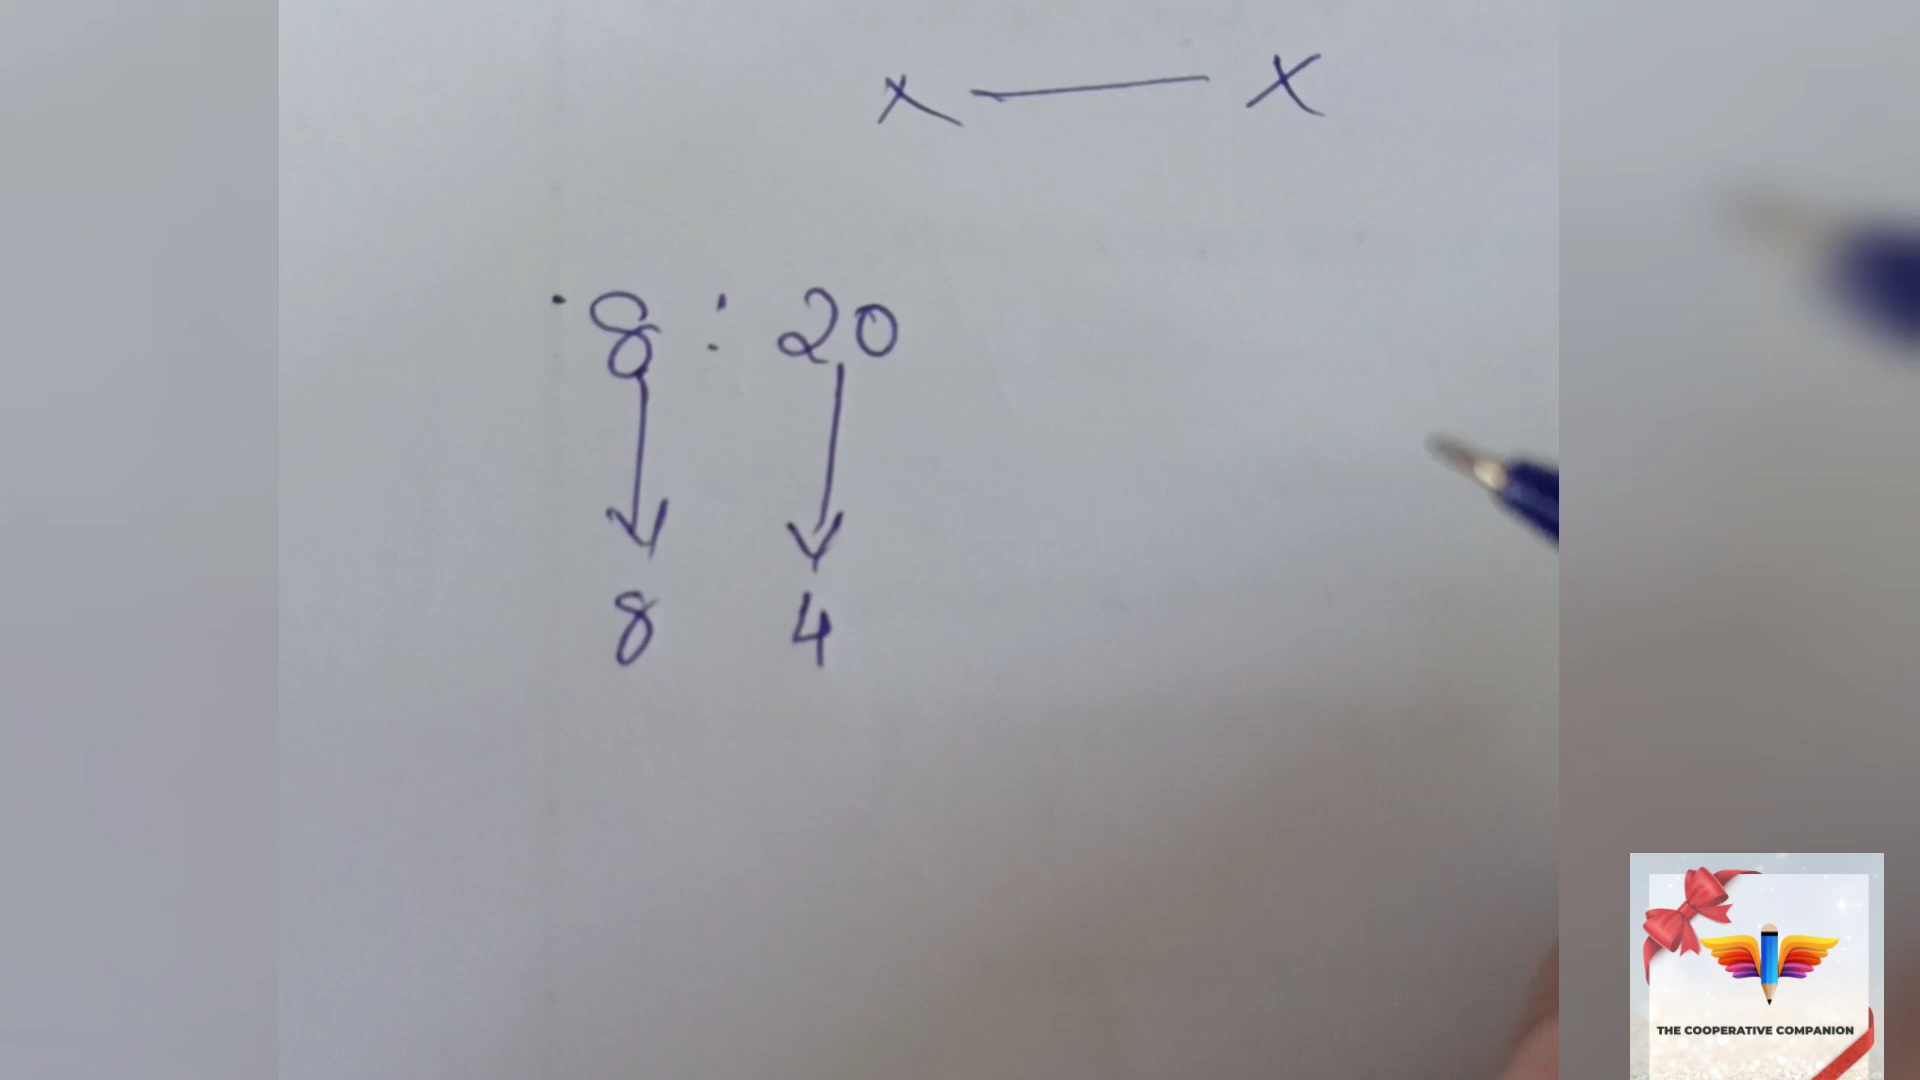 x — x
8 : 20
8 4
THE COOPERATIVE COMPANION